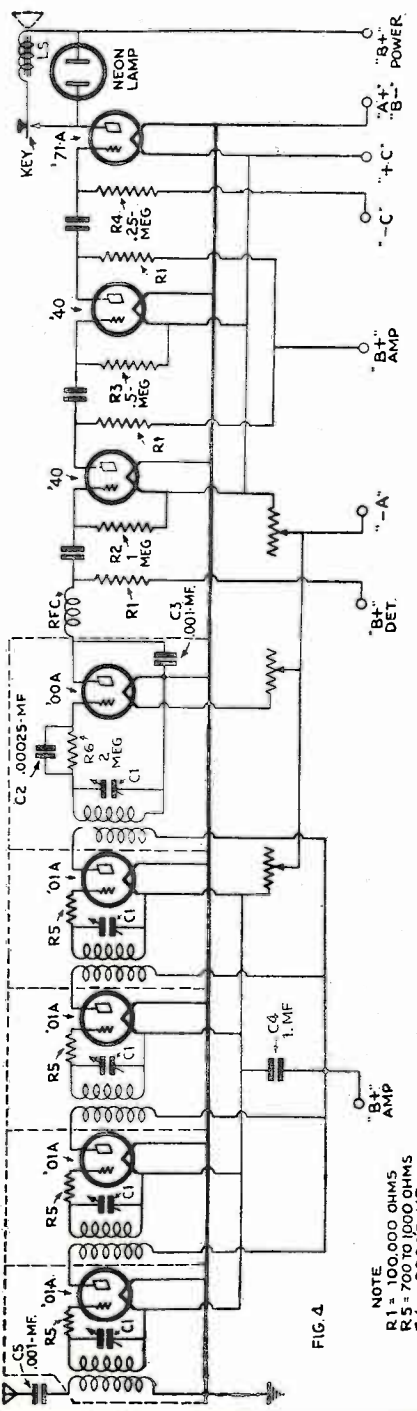 C5
.001-MF.
'01A
R5
C1
'01A
R5
C1
'01A
R5
C1
'01A
R5
C1
C2 .00025-MF
R6
2
MEG
C1
'00A
C3
.001-MF.
RFC
R1
R2
1
MEG
'40
R1
R3
.5-
MEG
'40
R1
R4
.25-
MEG
'71-A
KEY
L.S.
NEON
LAMP
C4
1. MF
"B+"
AMP
"B+"
DET.
"-A"
"B+"
AMP
"-C"
"+C"
"A+
B-"
"B+"
POWER
FIG.4
NOTE
R1 = 100,000 OHMS
R5 = 700 TO 1000 OHMS